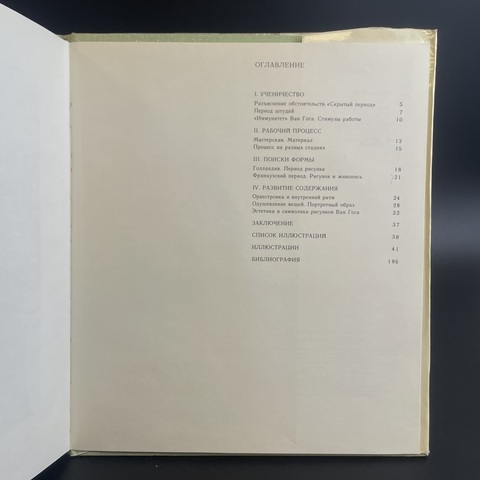 ОГЛАВЛЕНИЕ
I. УЧЕНИЧЕСТВО
Разъяснение обстоятельств. «Скрытый период» 5
Период штудий 7
«Иммунитет» Ван Гога. Стимулы работы 10
II. РАБОЧИЙ ПРОЦЕСС
Мастерская. Материал 13
Процесс на разных стадиях 15
III. ПОИСКИ ФОРМЫ
Голландия. Период рисунка 18
Французский период. Рисунок и живопись 21
IV. РАЗВИТИЕ СОДЕРЖАНИЯ
Оркестровка и внутренний ритм 24
Одушевление вещей. Портретный образ 28
Эстетика и символика рисунков Ван Гога 32
ЗАКЛЮЧЕНИЕ 37
СПИСОК ИЛЛЮСТРАЦИЙ 38
ИЛЛЮСТРАЦИИ 41
БИБЛИОГРАФИЯ 186